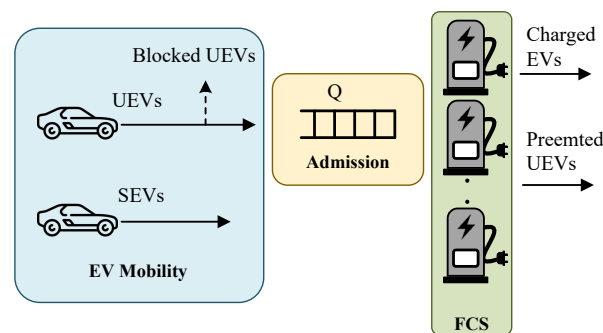 Blocked UEVs
UEVs
SEVs
EV Mobility
Q
Admission
FCS
Charged
EVs
Preemted
UEVs